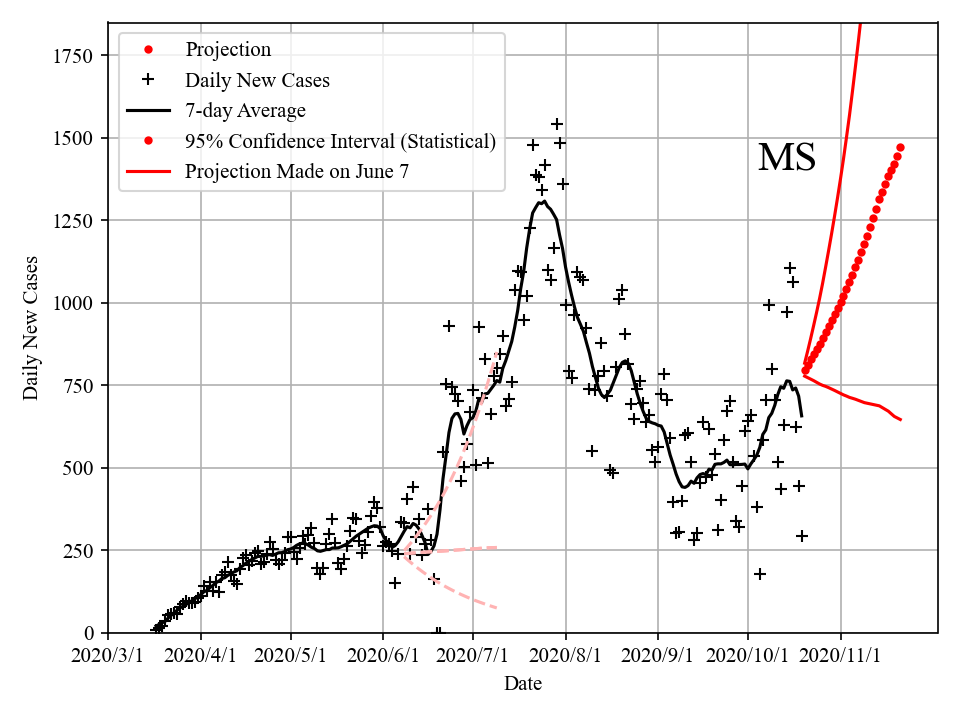 Projection
Daily New Cases
7-day Average
95% Confidence Interval (Statistical)
Projection Made on June 7
MS
1750
1500
1250
1000
750
500
250
0
Daily New Cases
2020/3/1 2020/4/1 2020/5/1 2020/6/1 2020/7/1 2020/8/1 2020/9/1 2020/10/1 2020/11/1
Date